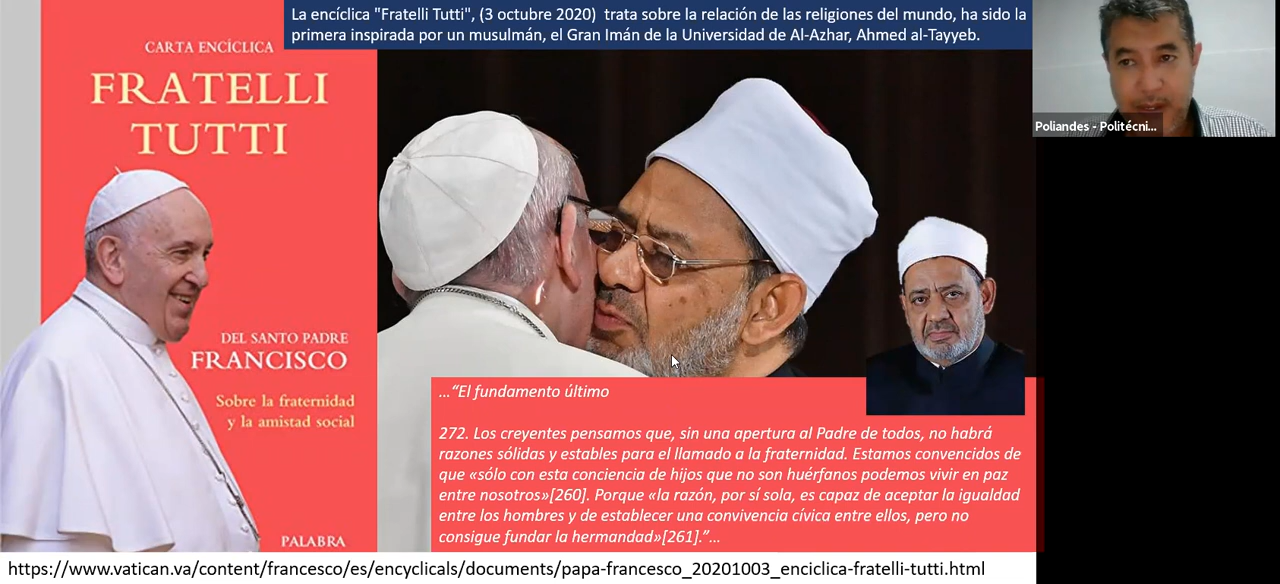 La encíclica "Fratelli Tutti", (3 octubre 2020) trata sobre la relación de las religiones del mundo, ha sido la
primera inspirada por un musulmán, el Gran Imán de la Universidad de Al-Azhar, Ahmed al-Tayyeb.
CARTA ENCÍCLICA
FRATELLI
TUTTI
DEL SANTO PADRE
FRANCISCO
Sobre la fraternidad
y la amistad social
PALABRA
Poliandes - Politécni...
...“El fundamento último
272. Los creyentes pensamos que, sin una apertura al Padre de todos, no habrá
razones sólidas y estables para el llamado a la fraternidad. Estamos convencidos de
que «sólo con esta conciencia de hijos que no son huérfanos podemos vivir en paz
entre nosotros»[260]. Porque «la razón, por sí sola, es capaz de aceptar la igualdad
entre los hombres y de establecer una convivencia cívica entre ellos, pero no
consigue fundar la hermandad»[261].”...
https://www.vatican.va/content/francesco/es/encyclicals/documents/papa-francesco_20201003_enciclica-fratelli-tutti.html